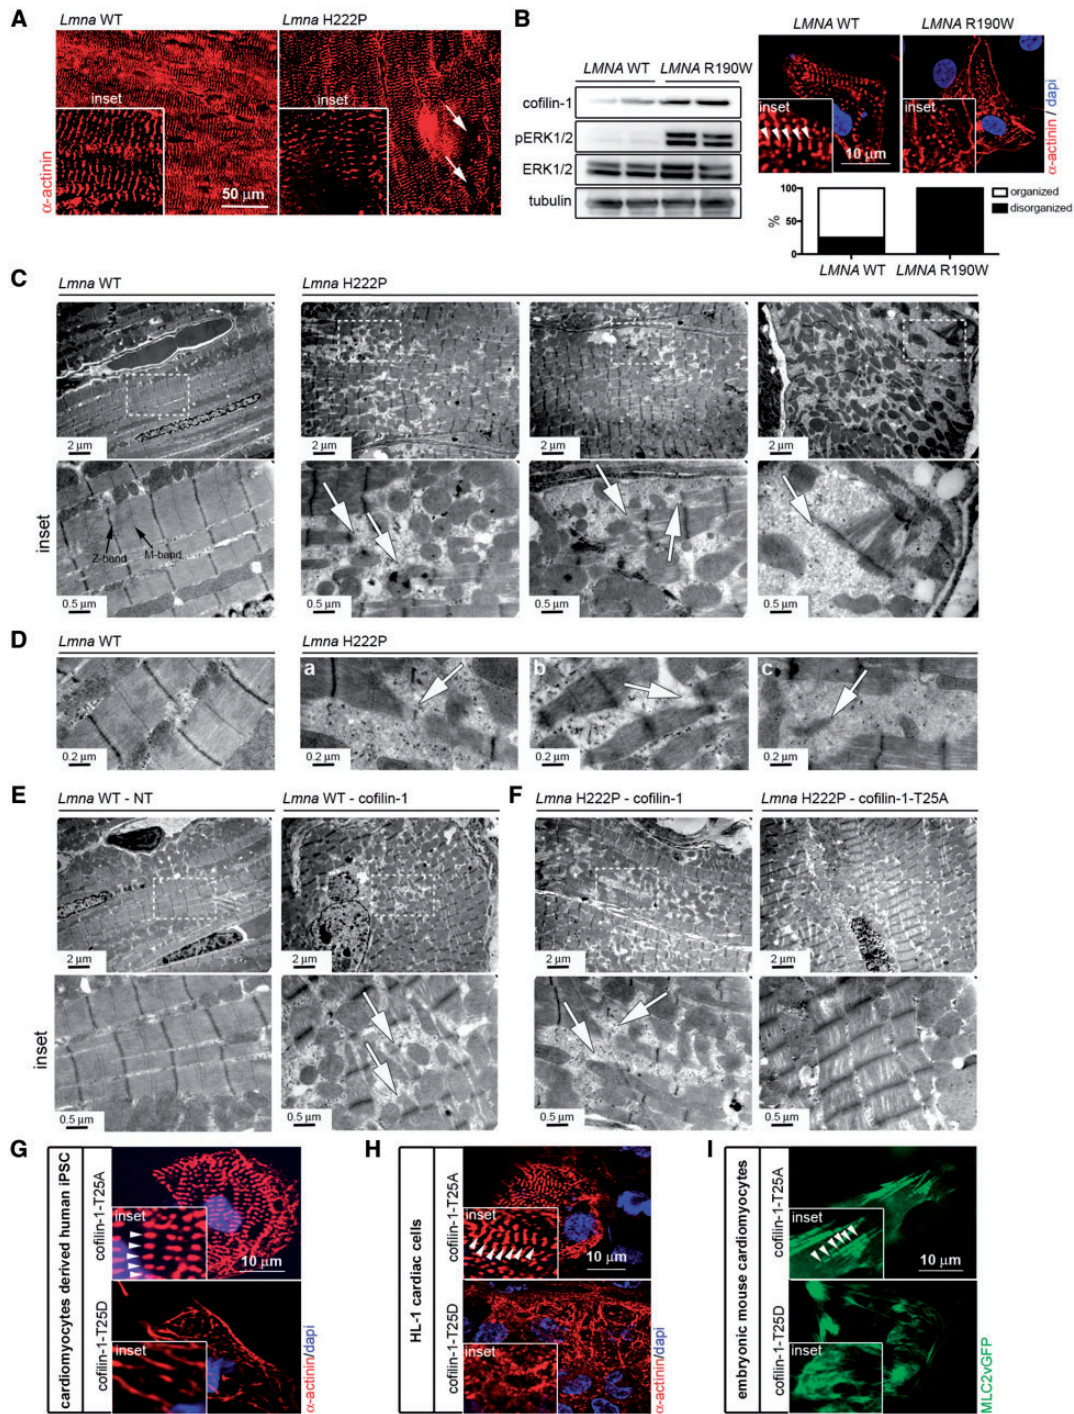 A
Lmna WT
Lmna H222P
inset
inset
50 μm
α-actinin
B
LMNA WT LMNA R190W
cofilin-1
pERK1/2
ERK1/2
tubulin
LMNA WT
LMNA R190W
inset
inset
10 μm
α-actinin / dapi
100
50
0
%
organized
disorganized
LMNA WT LMNA R190W
C
Lmna WT
Lmna H222P
2 μm
2 μm
2 μm
2 μm
inset
Z-band
M-band
0.5 μm
0.5 μm
0.5 μm
0.5 μm
D
Lmna WT
Lmna H222P
a
b
c
0.2 μm
0.2 μm
0.2 μm
0.2 μm
E
Lmna WT - NT
Lmna WT - cofilin-1
F
Lmna H222P - cofilin-1
Lmna H222P - cofilin-1-T25A
2 μm
2 μm
2 μm
2 μm
inset
0.5 μm
0.5 μm
0.5 μm
0.5 μm
G
cardiomyocytes derived human iPSC
cofilin-1-T25A
inset
10 μm
cofilin-1-T25D
inset
α-actinin/dapi
H
HL-1 cardiac cells
cofilin-1-T25A
inset
10 μm
cofilin-1-T25D
inset
α-actinin/dapi
I
embryonic mouse cardiomyocytes
cofilin-1-T25A
inset
10 μm
cofilin-1-T25D
inset
MLC2vGFP